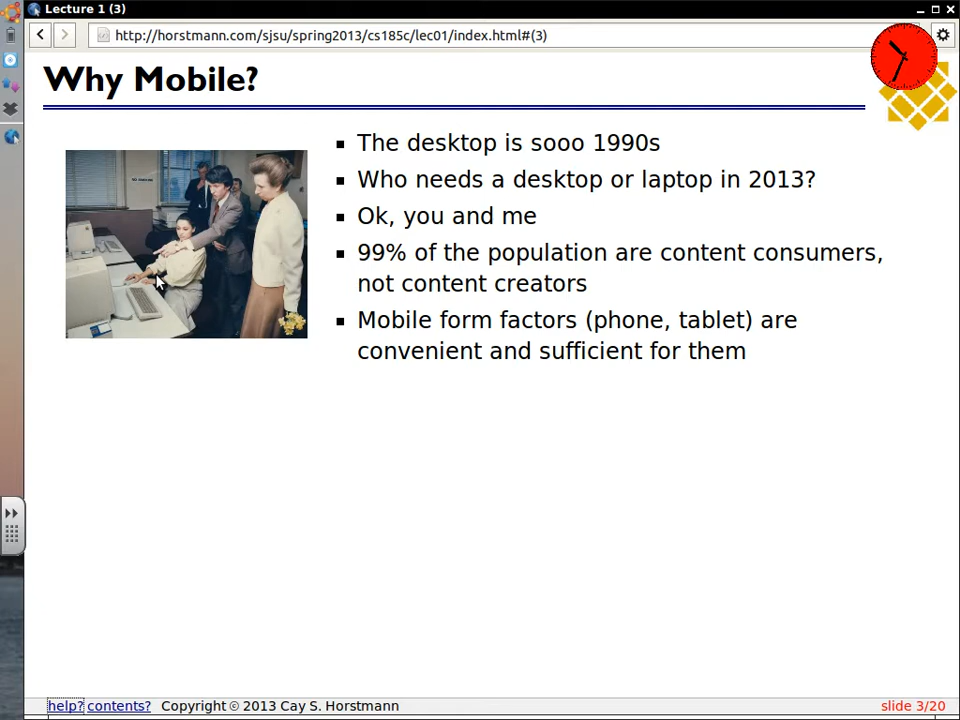 Lecture 1 (3)
http://horstmann.com/sjsu/spring2013/cs185c/lec01/index.html#(3)
Why Mobile?
The desktop is sooo 1990s
Who needs a desktop or laptop in 2013?
Ok, you and me
99% of the population are content consumers,
not content creators
Mobile form factors (phone, tablet) are
convenient and sufficient for them
help? contents? Copyright © 2013 Cay S. Horstmann slide 3/20